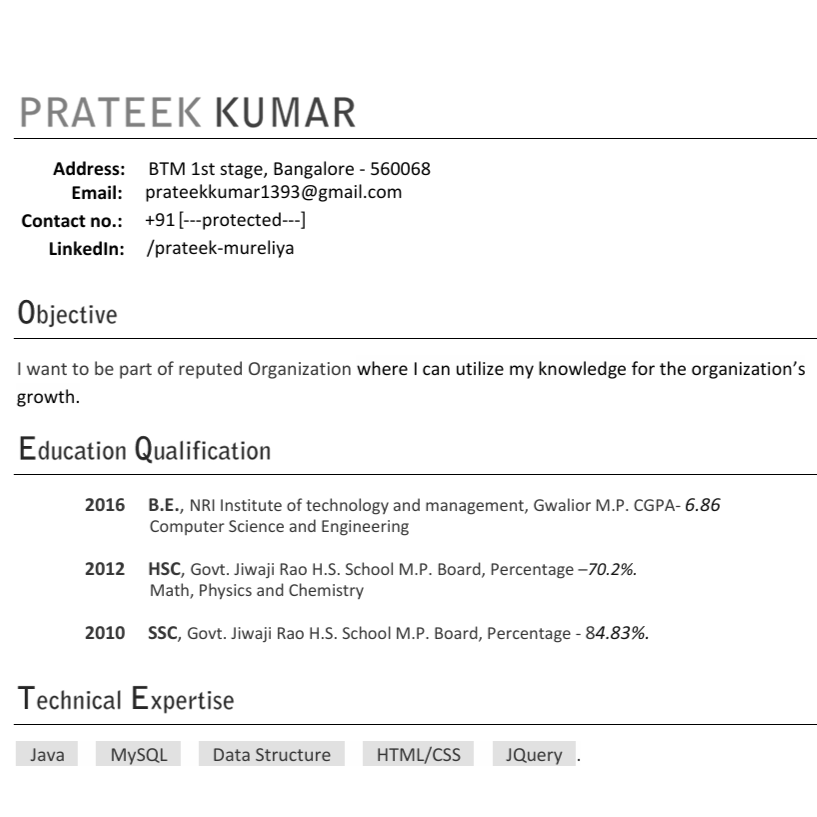 PRATEEK KUMAR
Address: BTM 1st stage, Bangalore - 560068
Email: prateekkumar1393@gmail.com
Contact no.: +91[---protected---]
LinkedIn: /prateek-mureliya
Objective
I want to be part of reputed Organization where I can utilize my knowledge for the organization’s
growth.
Education Qualification
2016 B.E., NRI Institute of technology and management, Gwalior M.P. CGPA- 6.86
Computer Science and Engineering
2012 HSC, Govt. Jiwaji Rao H.S. School M.P. Board, Percentage –70.2%.
Math, Physics and Chemistry
2010 SSC, Govt. Jiwaji Rao H.S. School M.P. Board, Percentage - 84.83%.
Technical Expertise
Java MySQL Data Structure HTML/CSS JQuery .